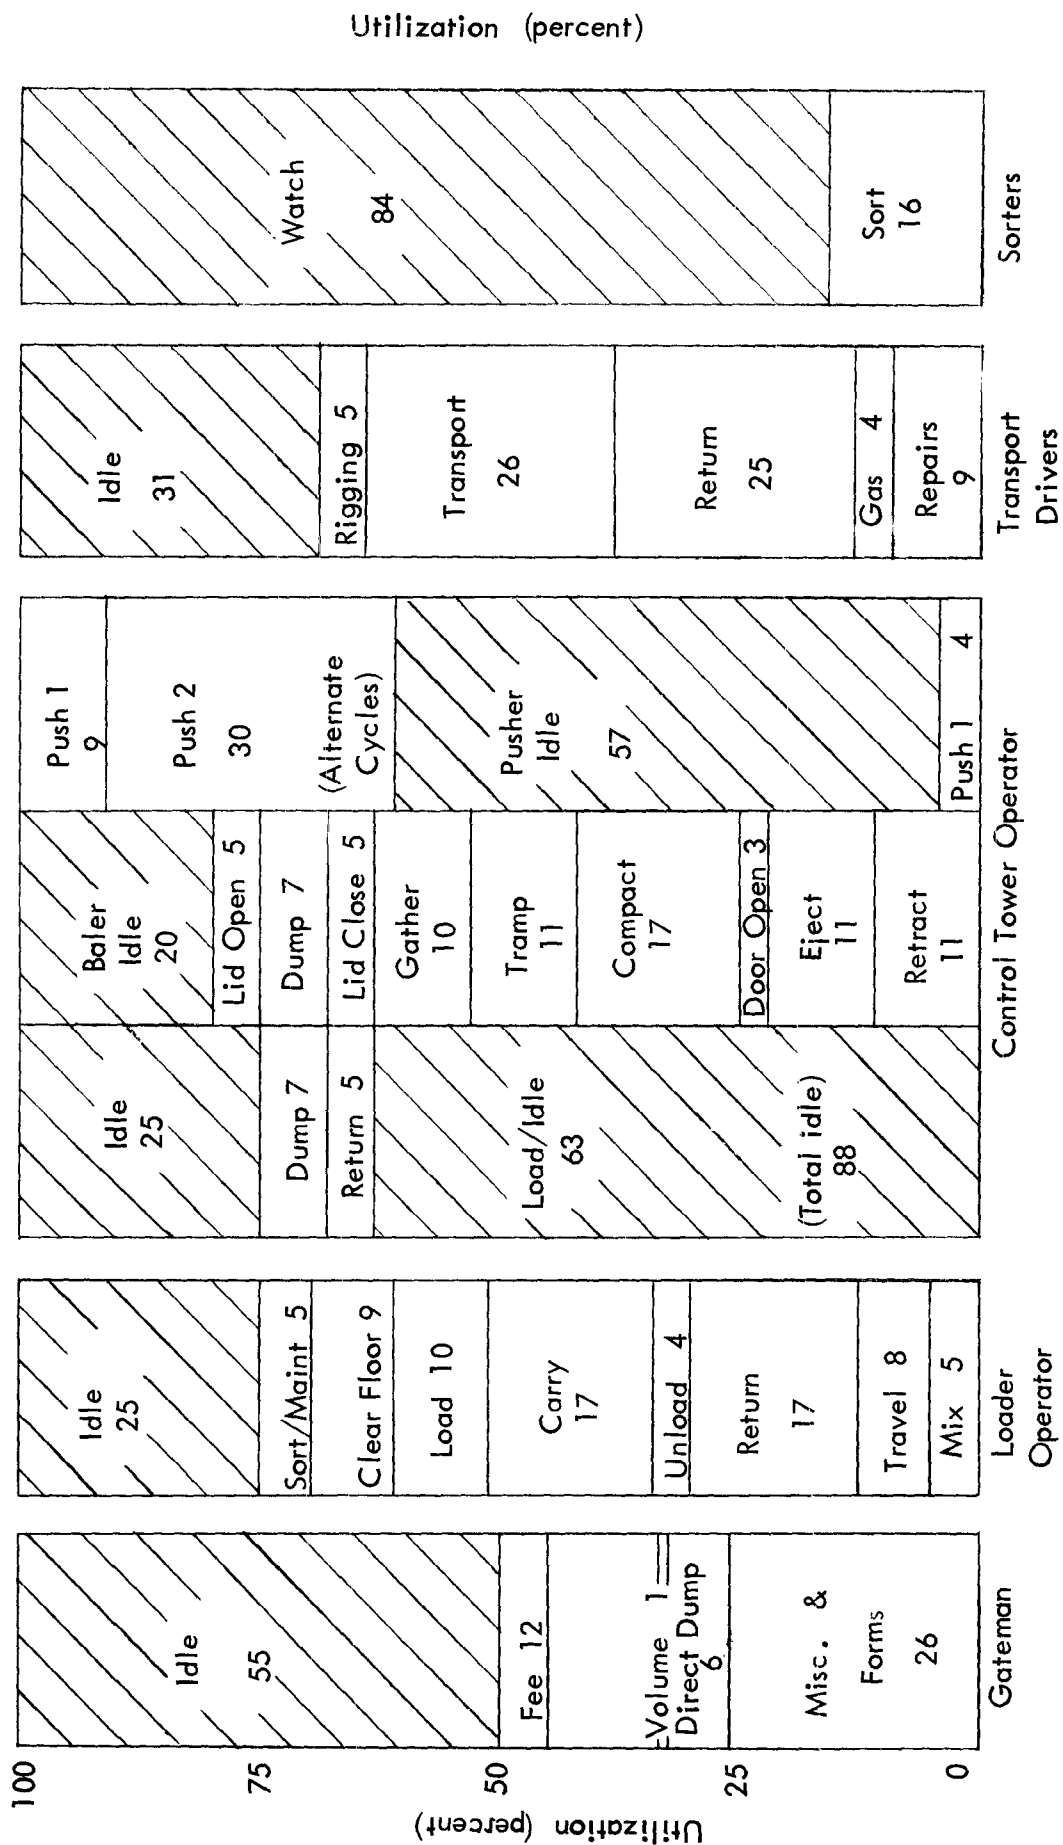 Utilization (percent)
100
75
50
25
0
Idle
55
Fee 12
Volume 1
Direct Dump
6
Misc. &
Forms
26
Gateman
Idle
25
Sort/Maint 5
Clear Floor 9
Load 10
Carry
17
Unload 4
Return
17
Travel 8
Mix 5
Loader
Operator
Idle
25
Dump 7
Return 5
Load/Idle
63
(Total idle)
88
Baler
Idle
20
Lid Open 5
Dump 7
Lid Close 5
Gather
10
Tramp
11
Compact
17
Door Open 3
Eject
11
Retract
11
Push 1
9
Push 2
30
(Alternate
Cycles)
Pusher
Idle
57
Push 1 4
Control Tower Operator
Idle
31
Rigging 5
Transport
26
Return
25
Gas 4
Repairs
9
Transport
Drivers
Watch
84
Sort
16
Sorters
Utilization (percent)